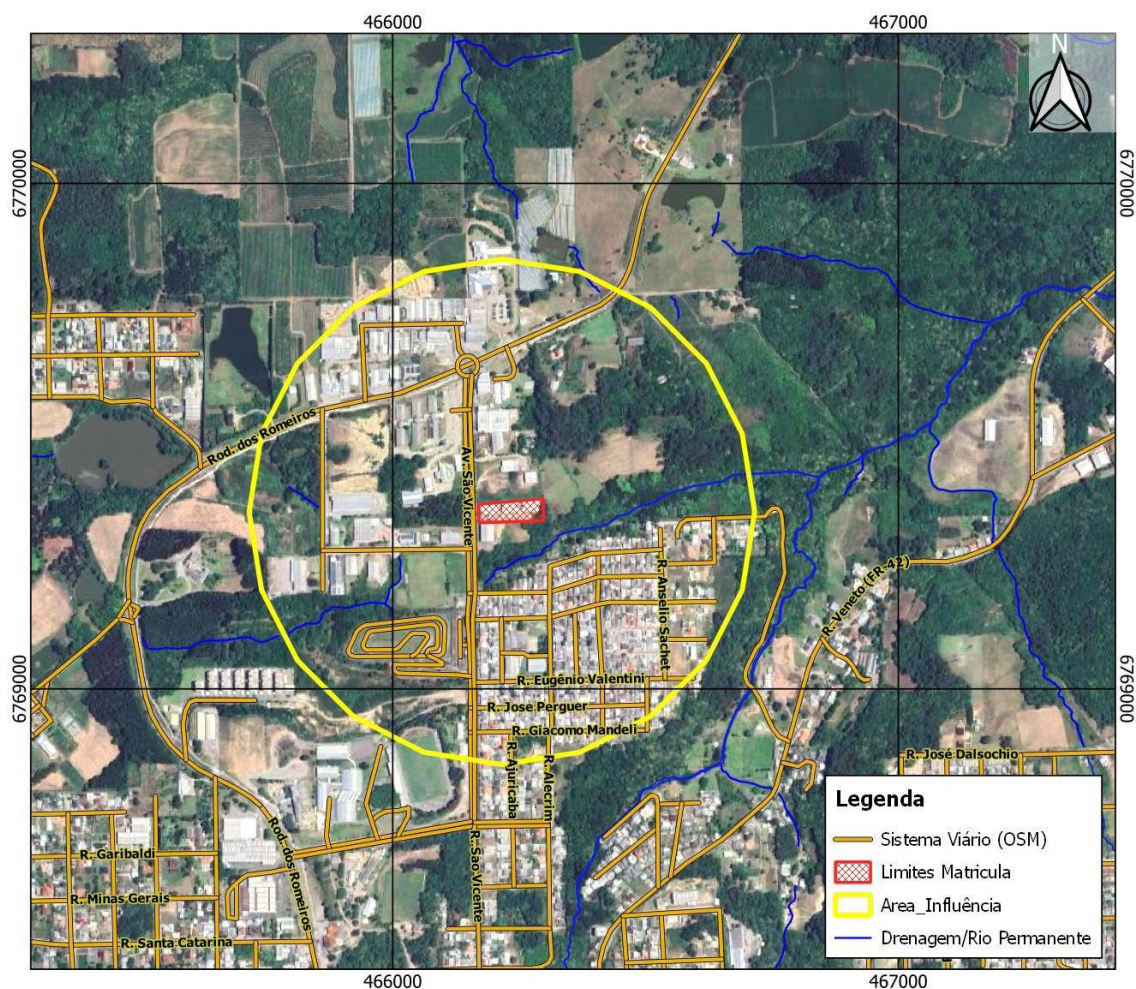 466000
467000
N
6770000
6770000
Rod. dos Romeiros
Av. São Vicente
R. Anselio Sachet
R. Veneto (FR-42)
6769000
6769000
R. Eugênio Valentini
R. Jose Perguer
R. Giacomo Mandeli
R. Ajuricaba
R. Alecrim
R. José Dalsochio
Rod. dos Romeiros
R. Garibaldi
R. Sao Vicente
R. Minas Gerais
R. Santa Catarina
Legenda
Sistema Viário (OSM)
Limites Matricula
Area_Influência
Drenagem/Rio Permanente
466000
467000